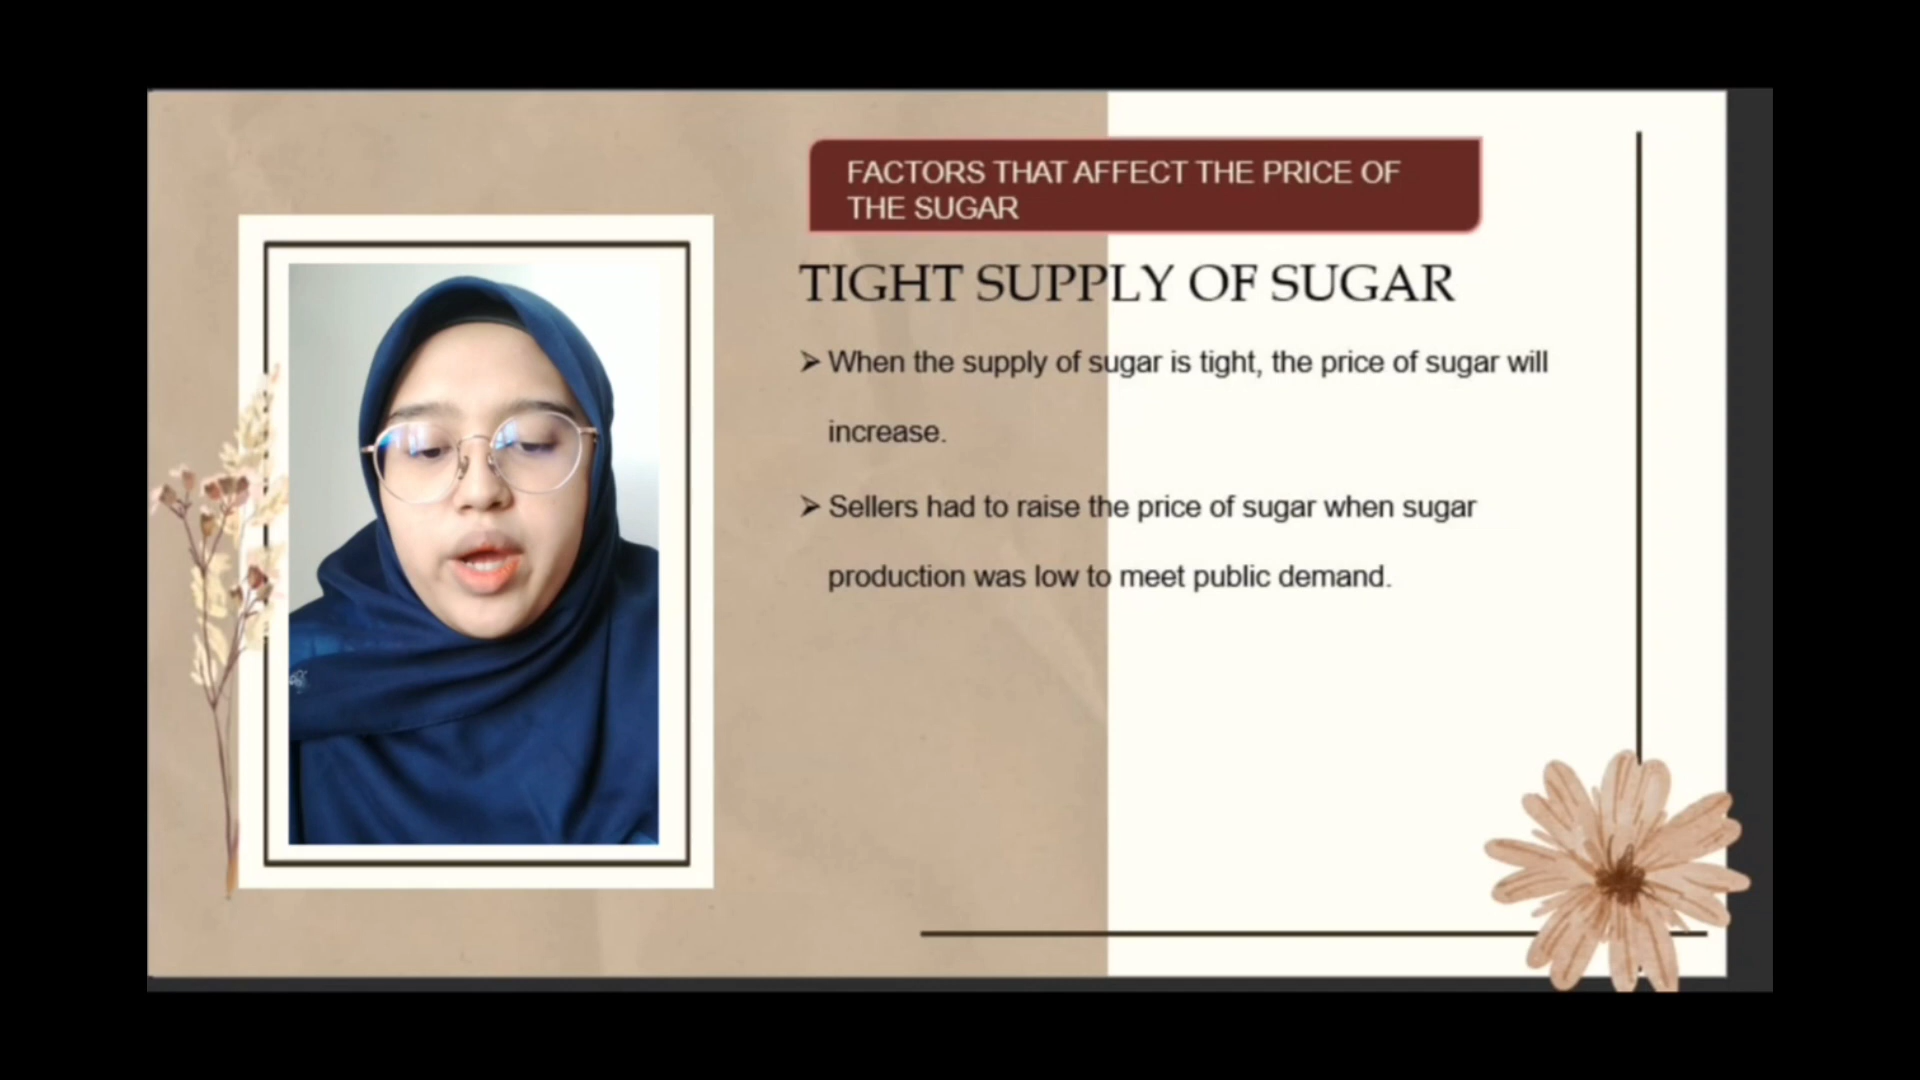 FACTORS THAT AFFECT THE PRICE OF
THE SUGAR
TIGHT SUPPLY OF SUGAR
➢ When the supply of sugar is tight, the price of sugar will
increase.
➢ Sellers had to raise the price of sugar when sugar
production was low to meet public demand.